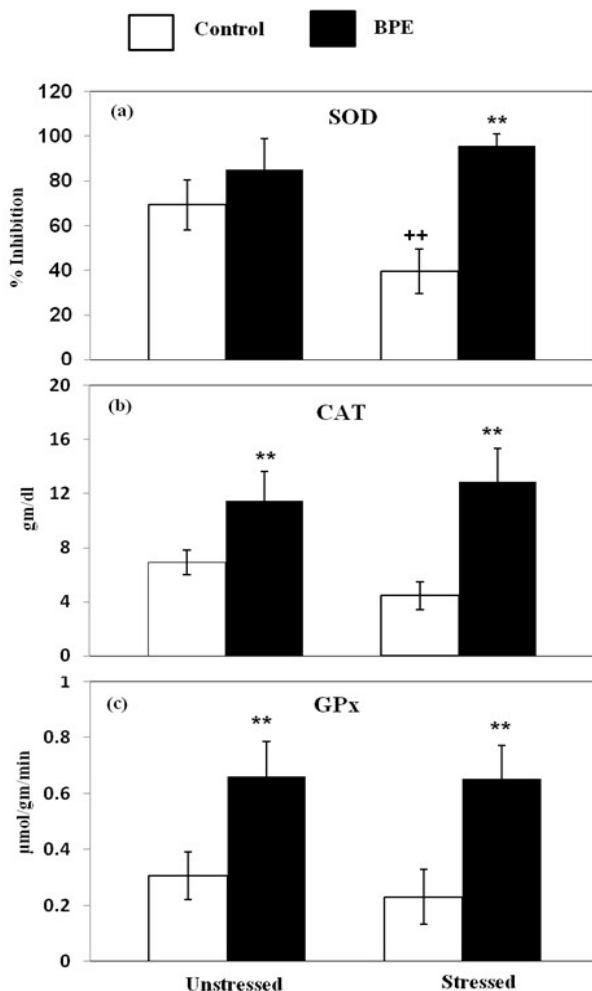 Control BPE
(a) SOD
120
100
80
60
40
20
0
% Inhibition
**
++
(b) CAT
20
16
12
8
4
0
gm/dl
** **
(c) GPx
1
0.8
0.6
0.4
0.2
0
µmol/gm/min
** **
Unstressed Stressed